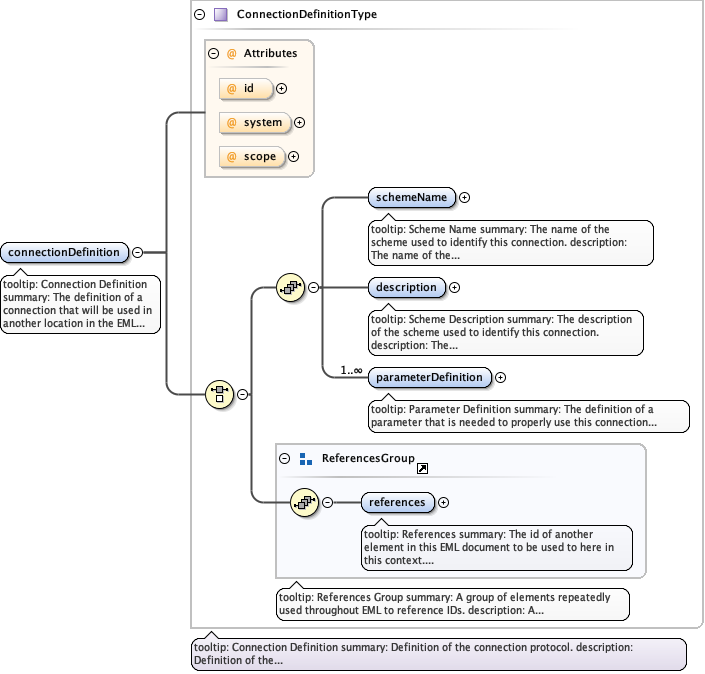 ConnectionDefinitionType
@ Attributes
@ id
@ system
@ scope
schemeName
tooltip: Scheme Name summary: The name of the
scheme used to identify this connection. description:
The name of the...
connectionDefinition
tooltip: Connection Definition
summary: The definition of a
connection that will be used in
another location in the EML...
description
tooltip: Scheme Description summary: The description
of the scheme used to identify this connection.
description: The...
1..∞
parameterDefinition
tooltip: Parameter Definition summary: The definition of a
parameter that is needed to properly use this connection...
ReferencesGroup
references
tooltip: References summary: The id of another
element in this EML document to be used to here in
this context....
tooltip: References Group summary: A group of elements repeatedly
used throughout EML to reference IDs. description: A...
tooltip: Connection Definition summary: Definition of the connection protocol. description:
Definition of the...